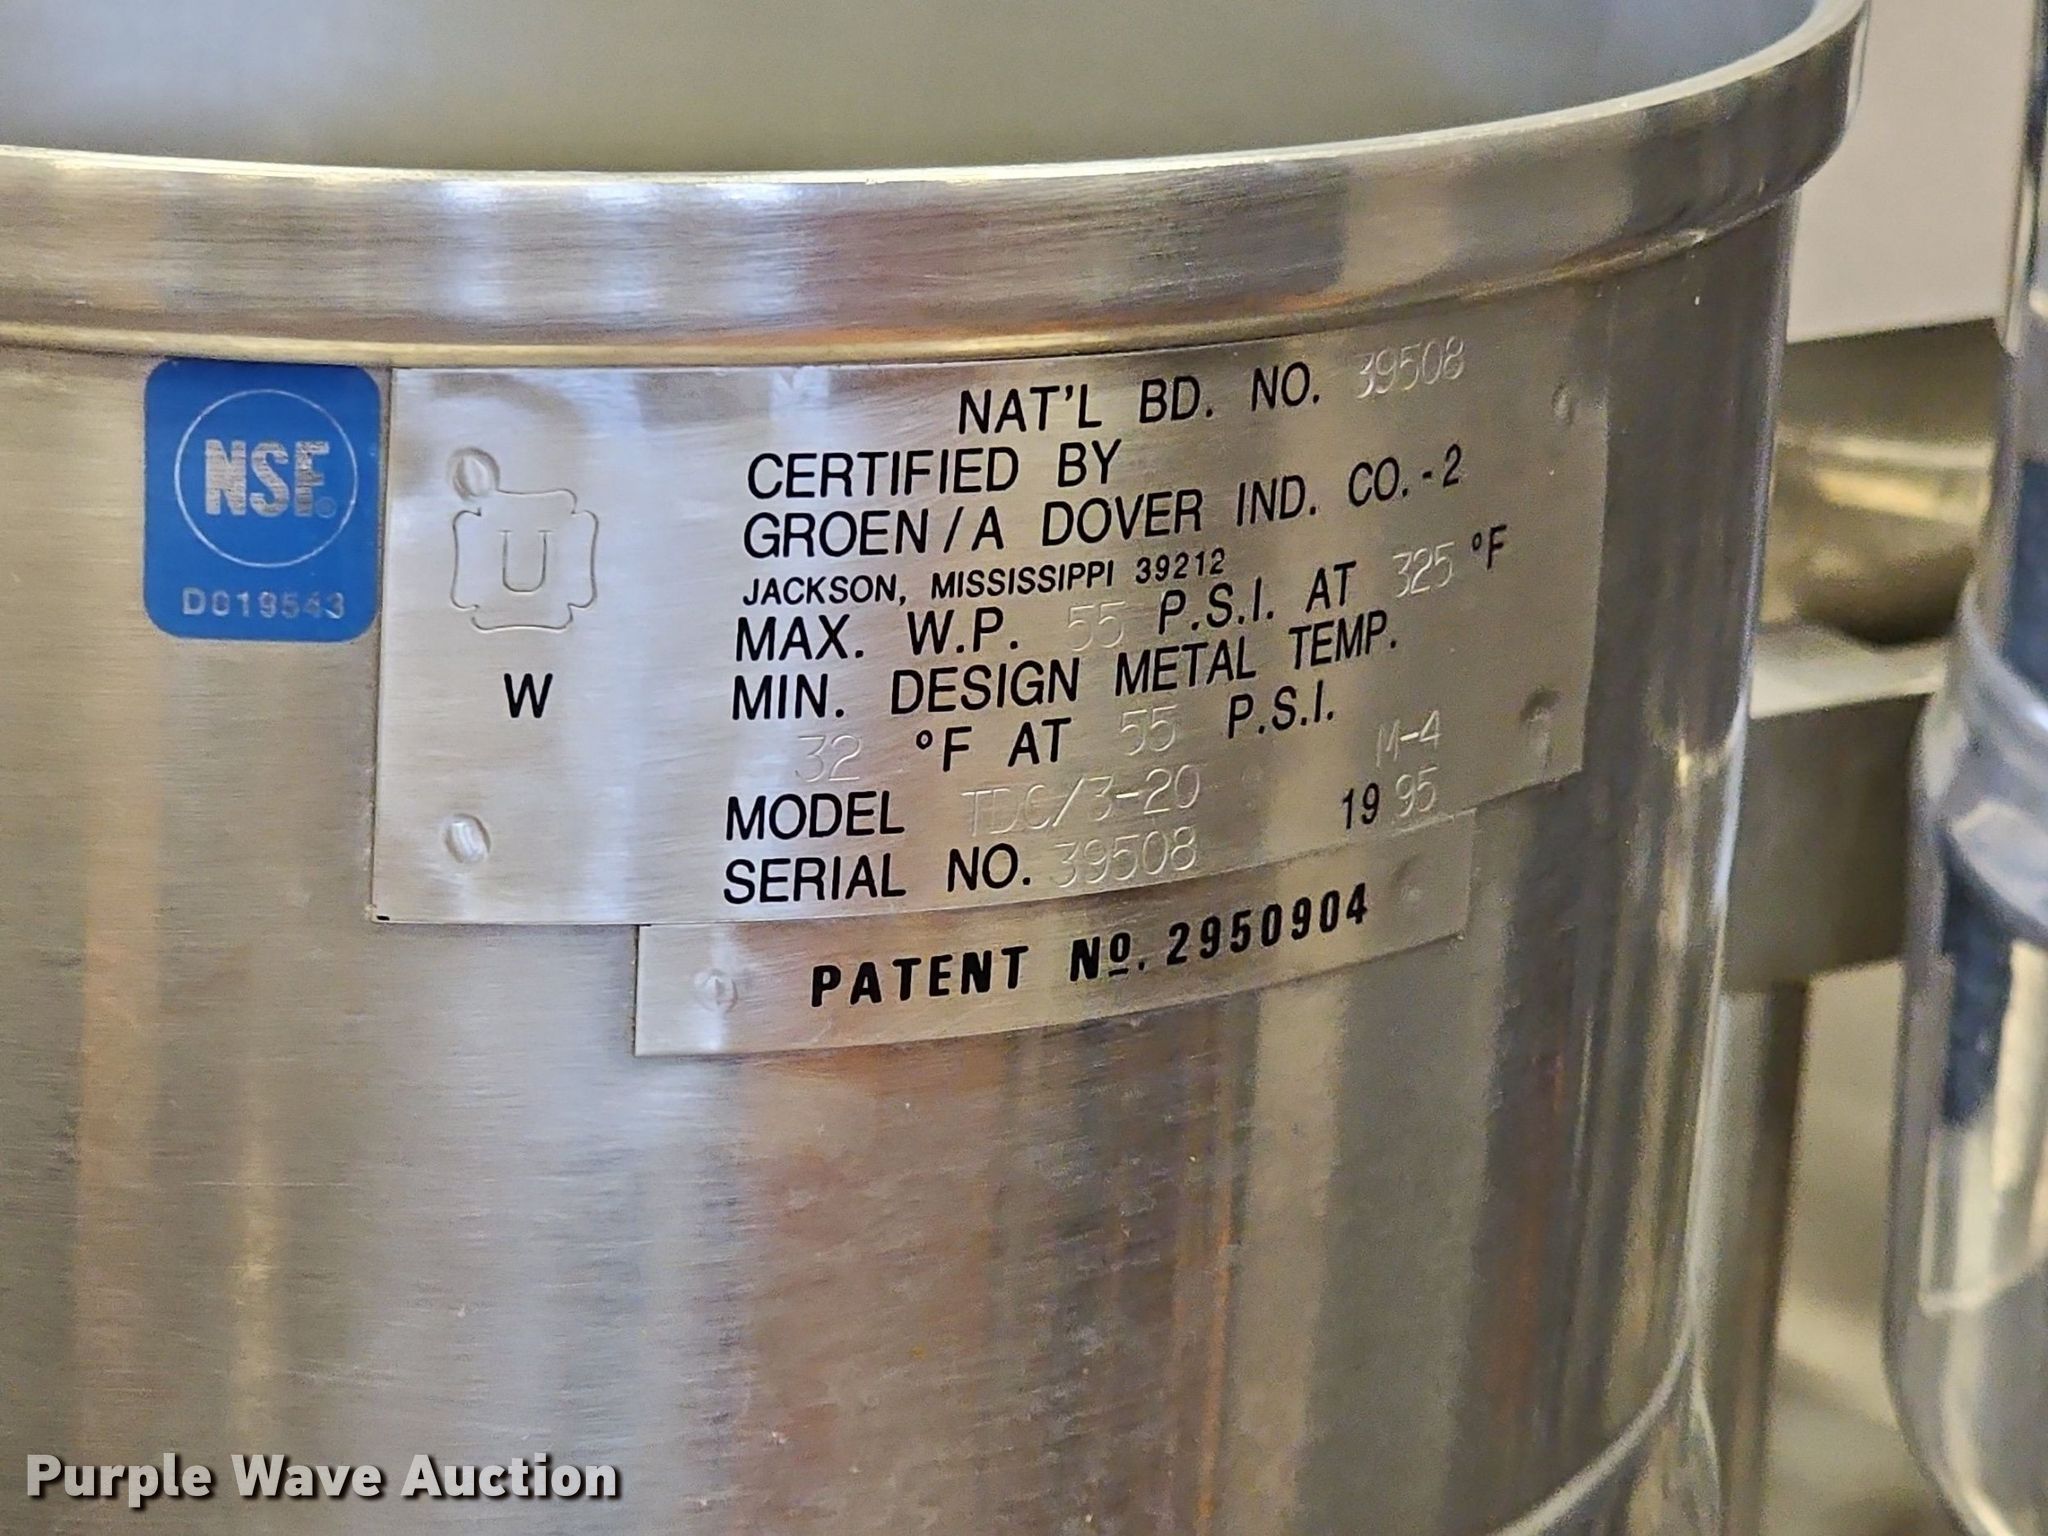 NSF®
D019543
U
W
NAT'L BD. NO. 39508
CERTIFIED BY
GROEN/A DOVER IND. CO.-2
JACKSON, MISSISSIPPI 39212
MAX. W.P. 55 P.S.I. AT 325 °F
MIN. DESIGN METAL TEMP.
32 °F AT 55 P.S.I.
M-4
MODEL TDC/3-20 1995
SERIAL NO. 39508
PATENT Nº. 2950904
Purple Wave Auction